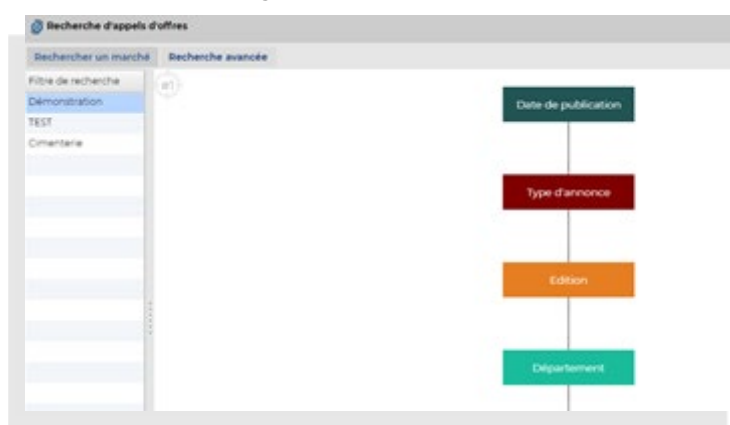 Recherche d'appels d'offres
Rechercher un marché
Recherche avancée
Filtre de recherche
Démonstration
TEST
Cimenterie
Date de publication
Type d'annonce
Edition
Département